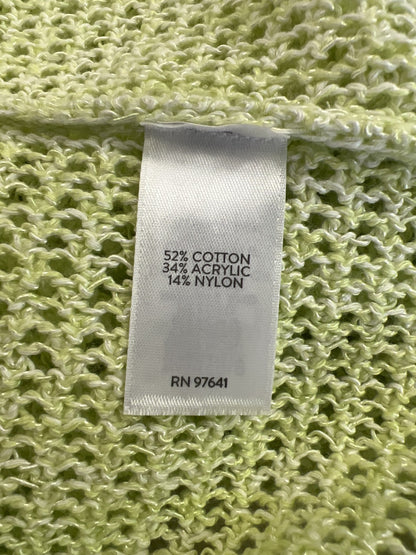 52% COTTON
34% ACRYLIC
14% NYLON
RN 97641